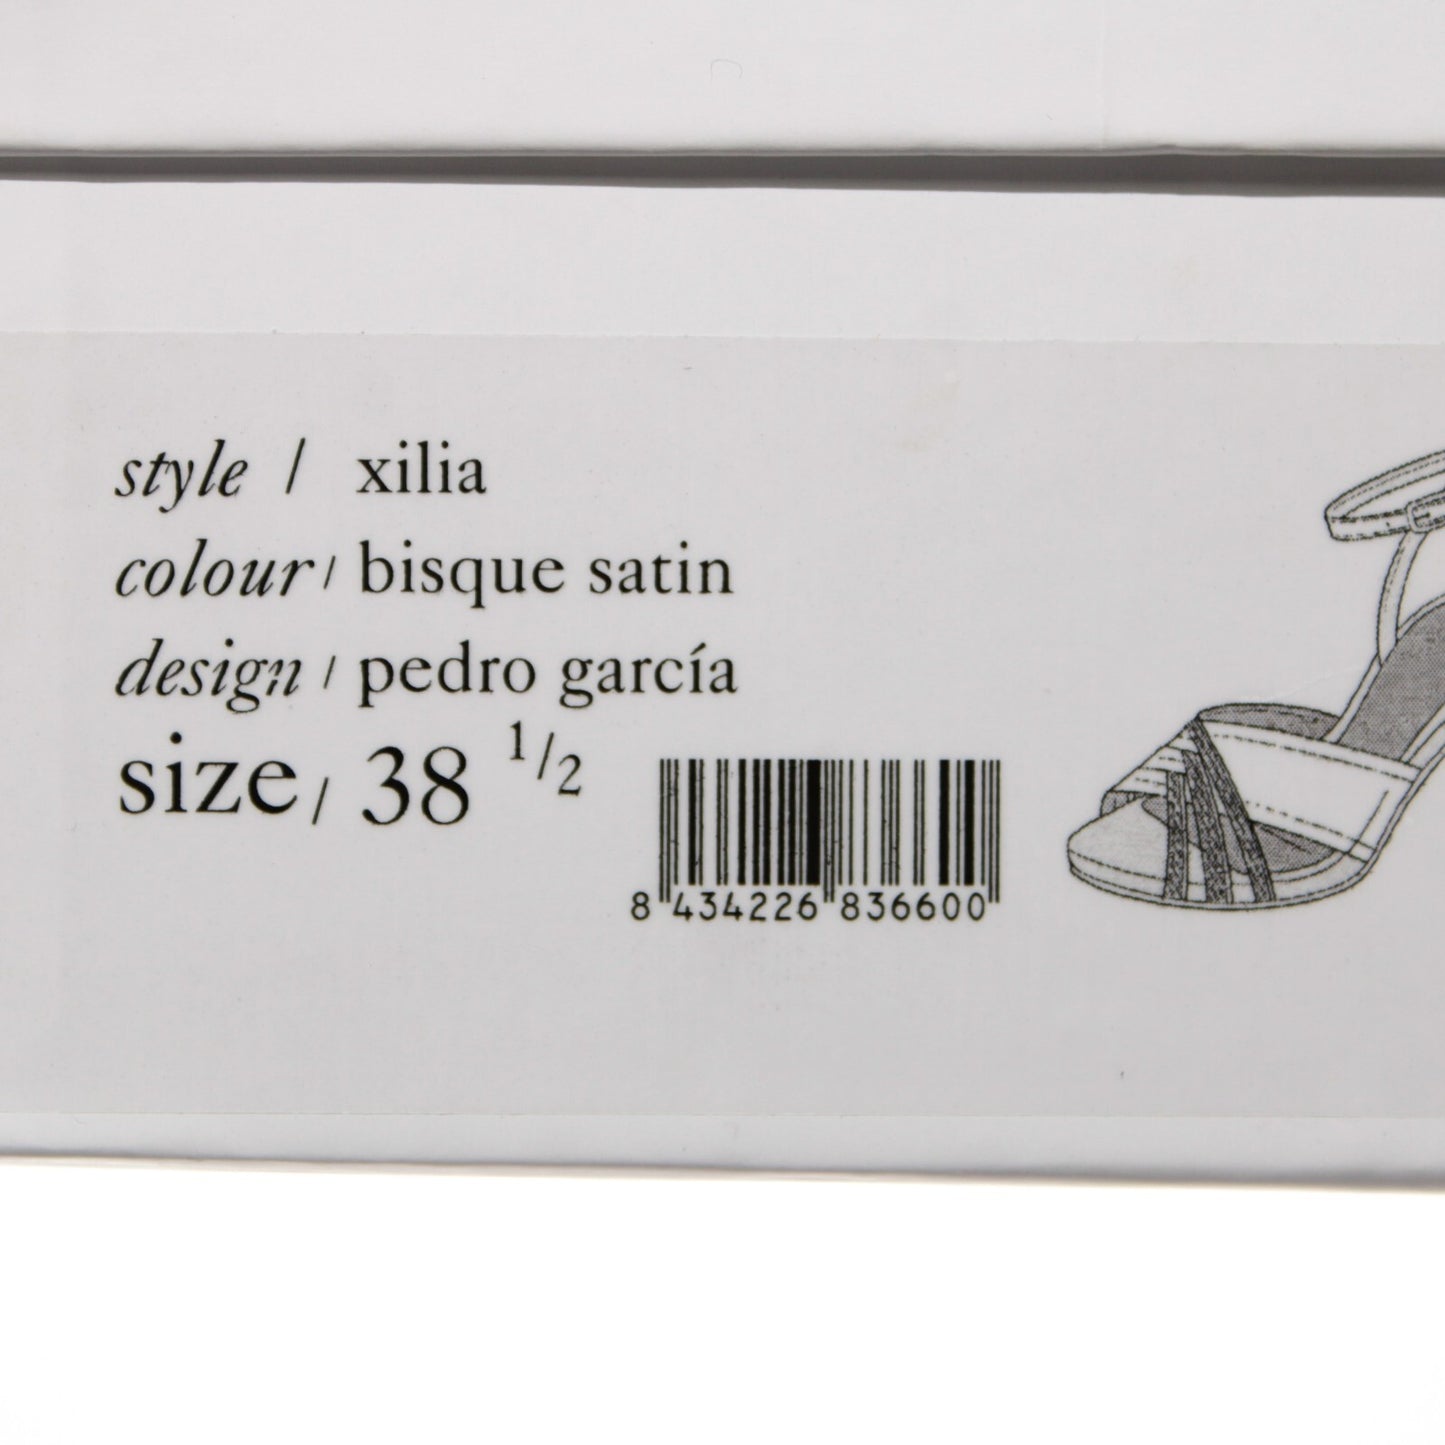 style / xilia
colour / bisque satin
design / pedro garcía
size / 38 1/2
8 434226 836600